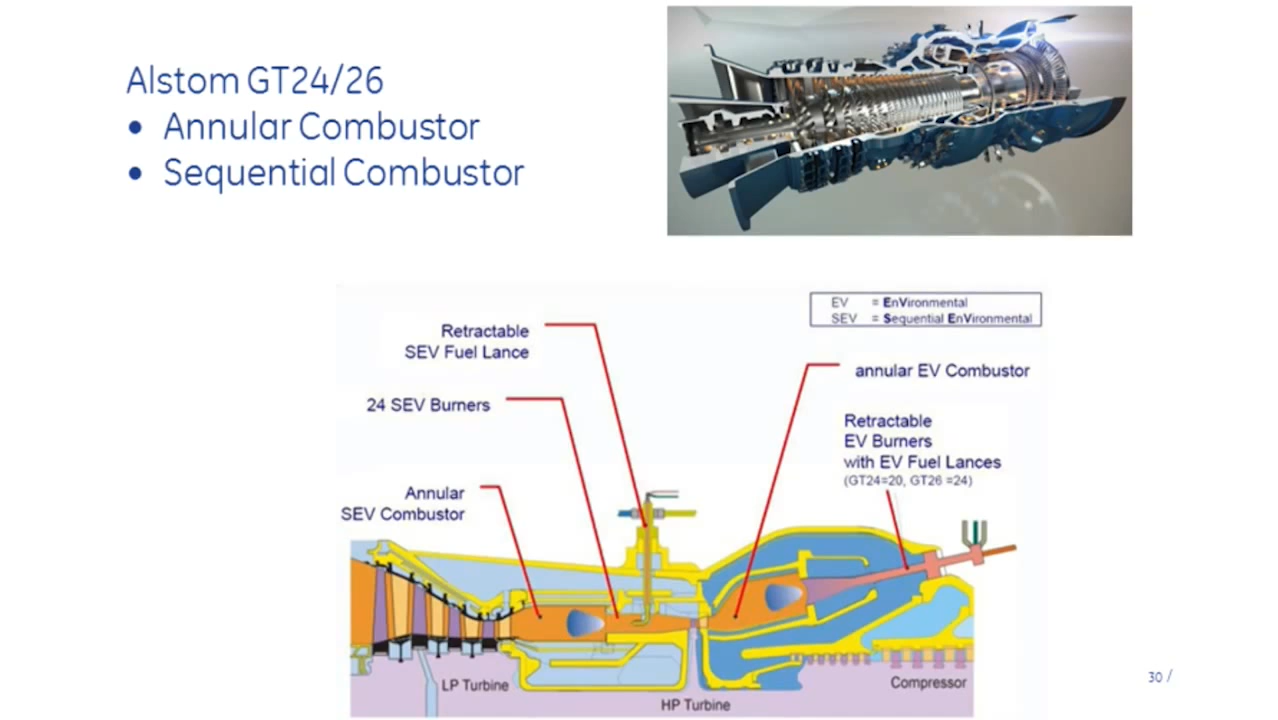 Alstom GT24/26
• Annular Combustor
• Sequential Combustor
EV = EnVironmental
SEV = Sequential EnVironmental
Retractable
SEV Fuel Lance
24 SEV Burners
Annular
SEV Combustor
annular EV Combustor
Retractable
EV Burners
with EV Fuel Lances
(GT24=20, GT26 =24)
LP Turbine
HP Turbine
Compressor
30 /